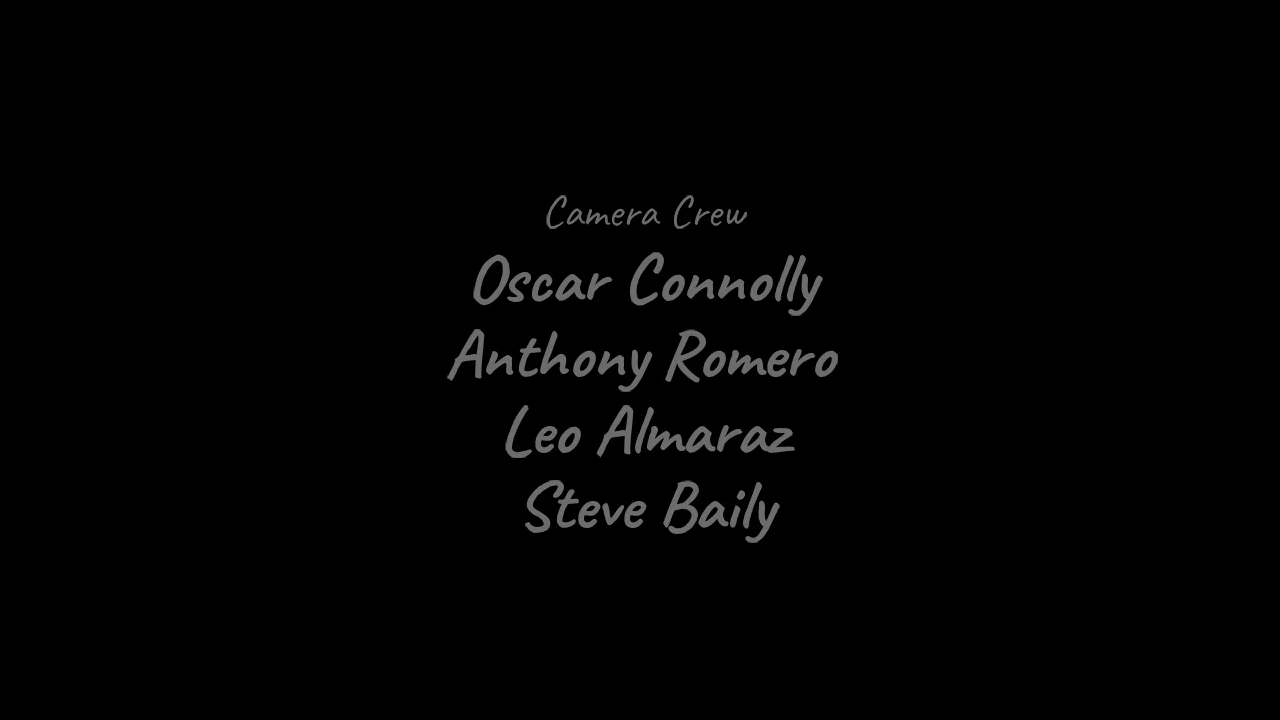 Camera Crew
Oscar Connolly
Anthony Romero
Leo Almaraz
Steve Baily